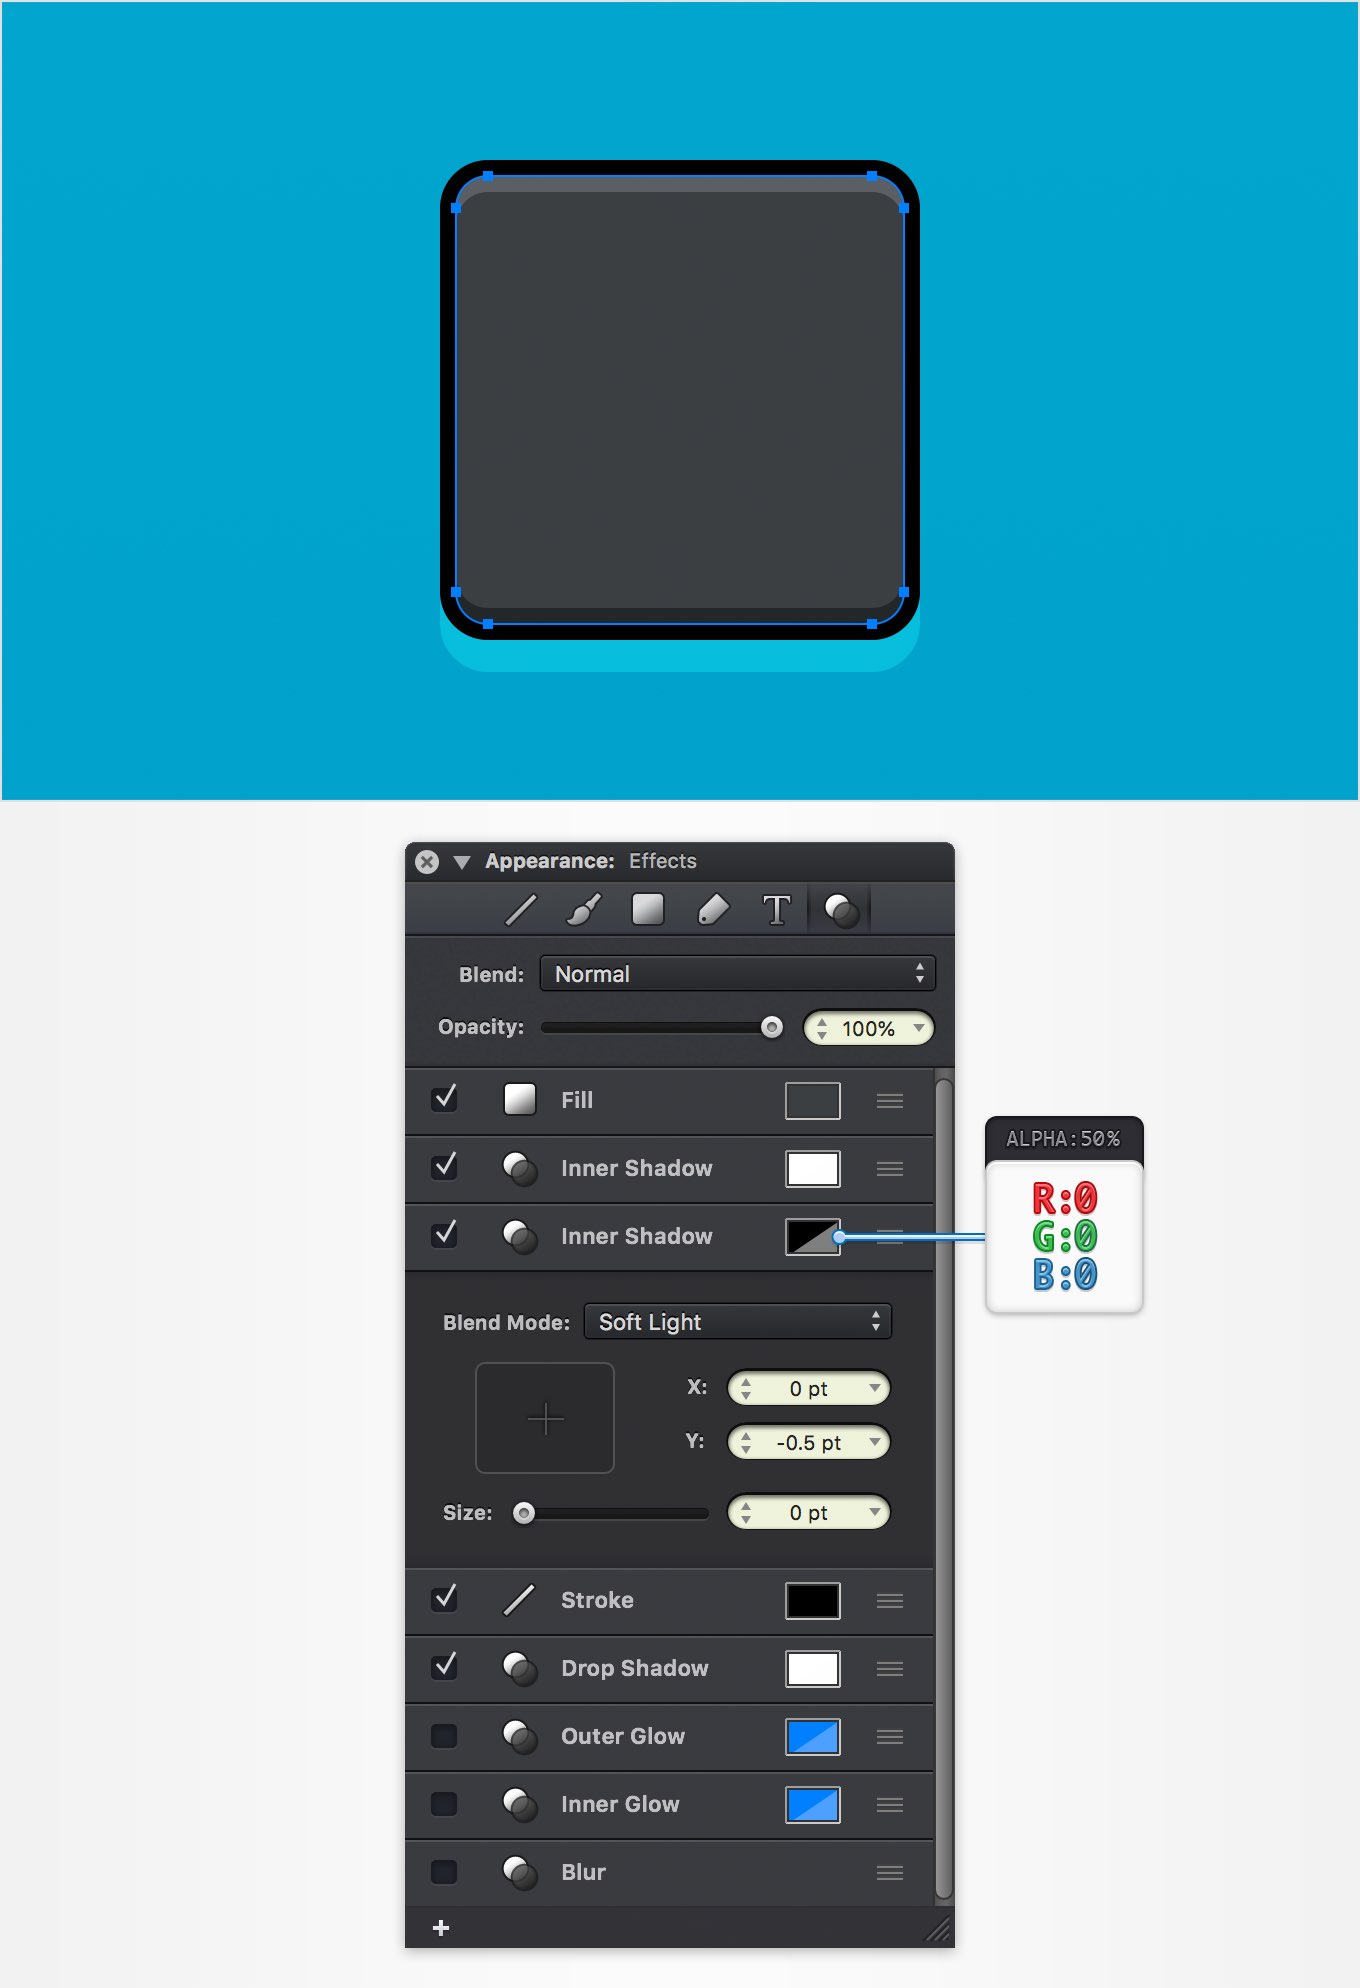 Appearance: Effects
T
Blend: Normal
Opacity: 100%
Fill
Inner Shadow
Inner Shadow
ALPHA:50%
R:0
G:0
B:0
Blend Mode: Soft Light
X: 0 pt
Y: -0.5 pt
Size: 0 pt
Stroke
Drop Shadow
Outer Glow
Inner Glow
Blur